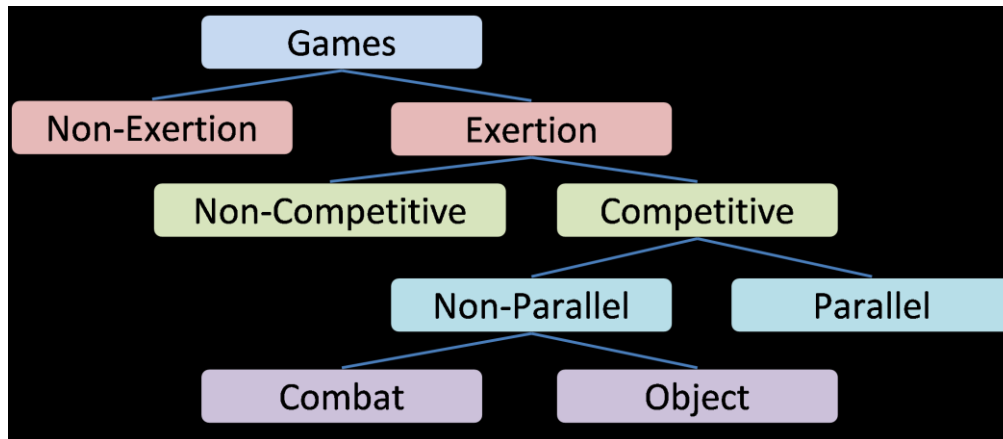 Games
Non-Exertion
Exertion
Non-Competitive
Competitive
Non-Parallel
Parallel
Combat
Object